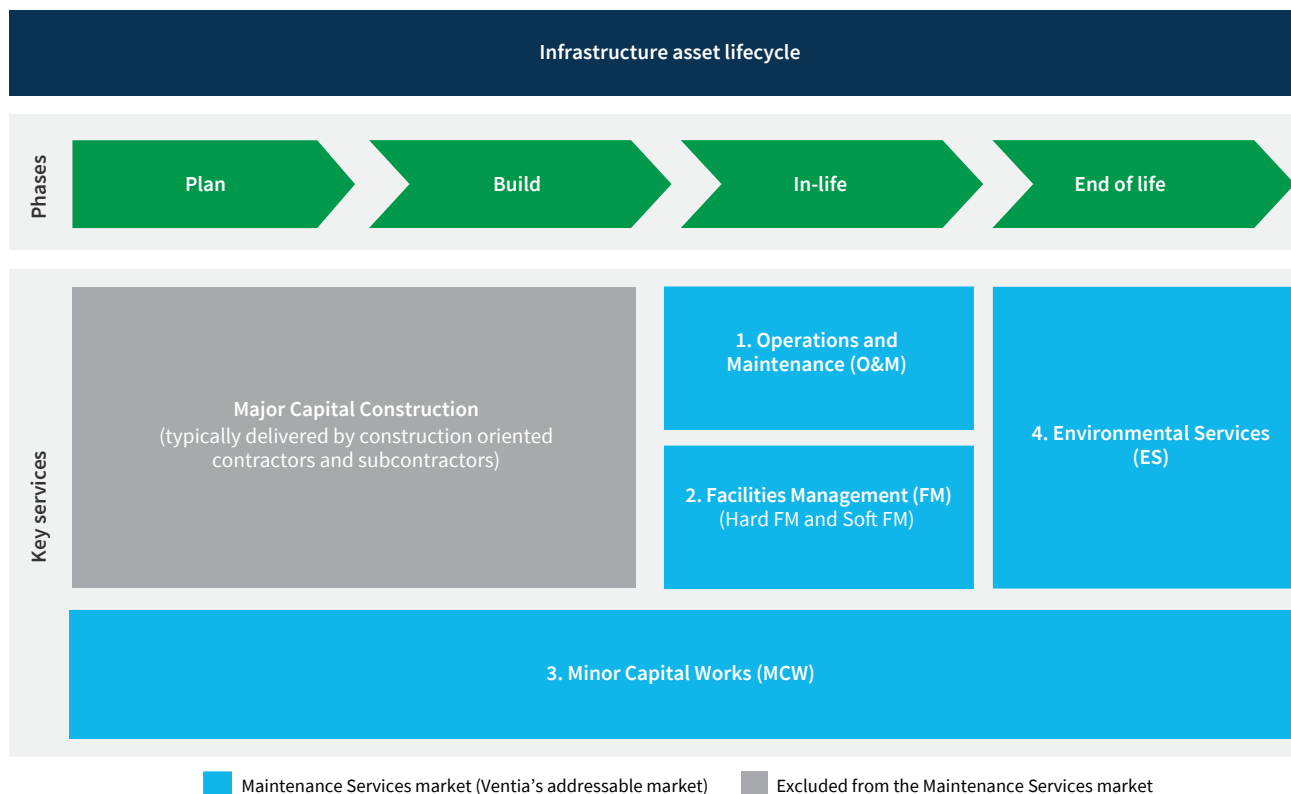 Infrastructure asset lifecycle
Phases
Plan
Build
In-life
End of life
Key services
Major Capital Construction
(typically delivered by construction oriented
contractors and subcontractors)
1. Operations and
Maintenance (O&M)
2. Facilities Management (FM)
(Hard FM and Soft FM)
4. Environmental Services
(ES)
3. Minor Capital Works (MCW)
Maintenance Services market (Ventia’s addressable market)
Excluded from the Maintenance Services market